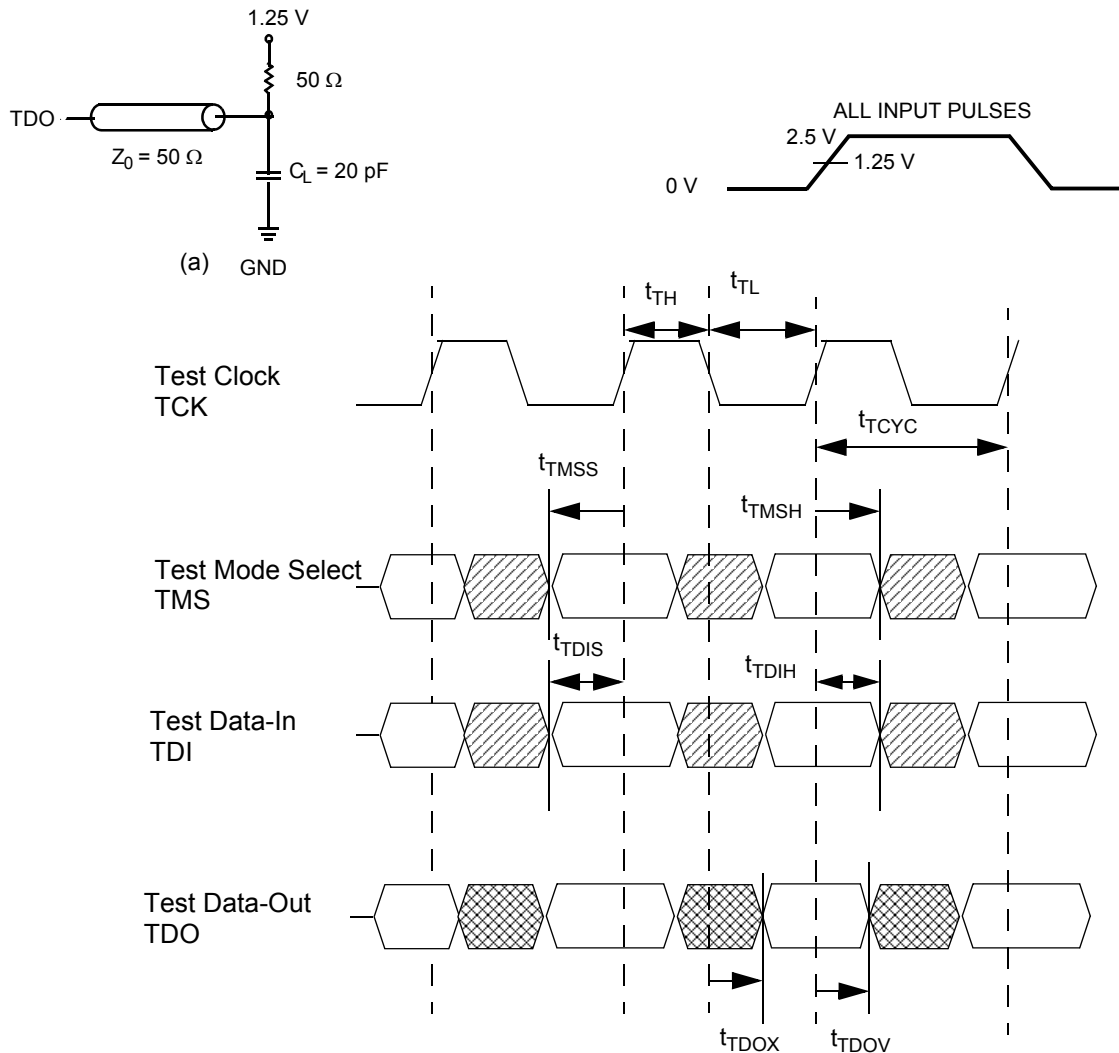 1.25 V
50 Ω
TDO
Z0 = 50 Ω
CL = 20 pF
(a) GND
ALL INPUT PULSES
2.5 V
1.25 V
0 V
tTH
tTL
Test Clock
TCK
tTCYC
tTMSS
tTMSH
Test Mode Select
TMS
tTDIS
tTDIH
Test Data-In
TDI
Test Data-Out
TDO
tTDOX
tTDOV